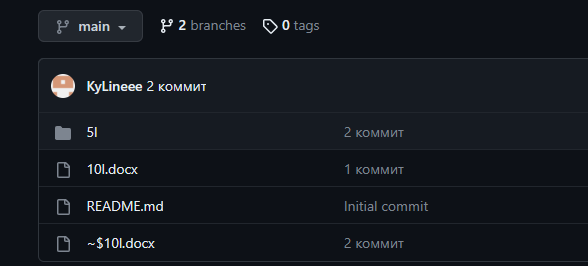 main 2 branches 0 tags
KyLineee 2 коммит
5l 2 коммит
10l.docx 1 коммит
README.md Initial commit
~$10l.docx 2 коммит